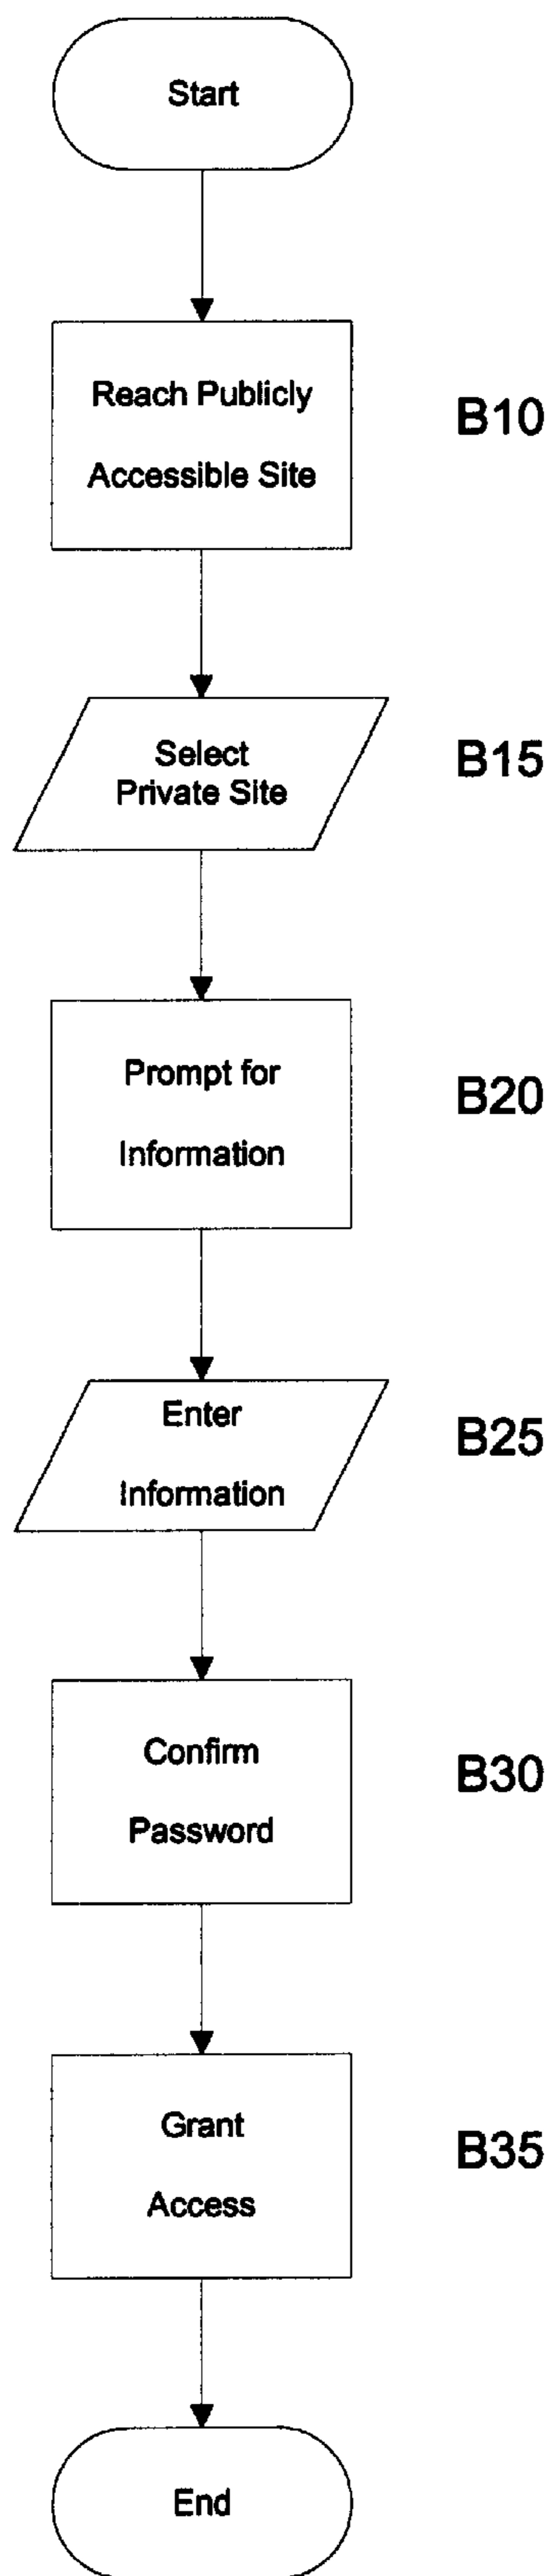 Start
Reach Publicly
Accessible Site
B10
Select
Private Site
B15
Prompt for
Information
B20
Enter
Information
B25
Confirm
Password
B30
Grant
Access
B35
End